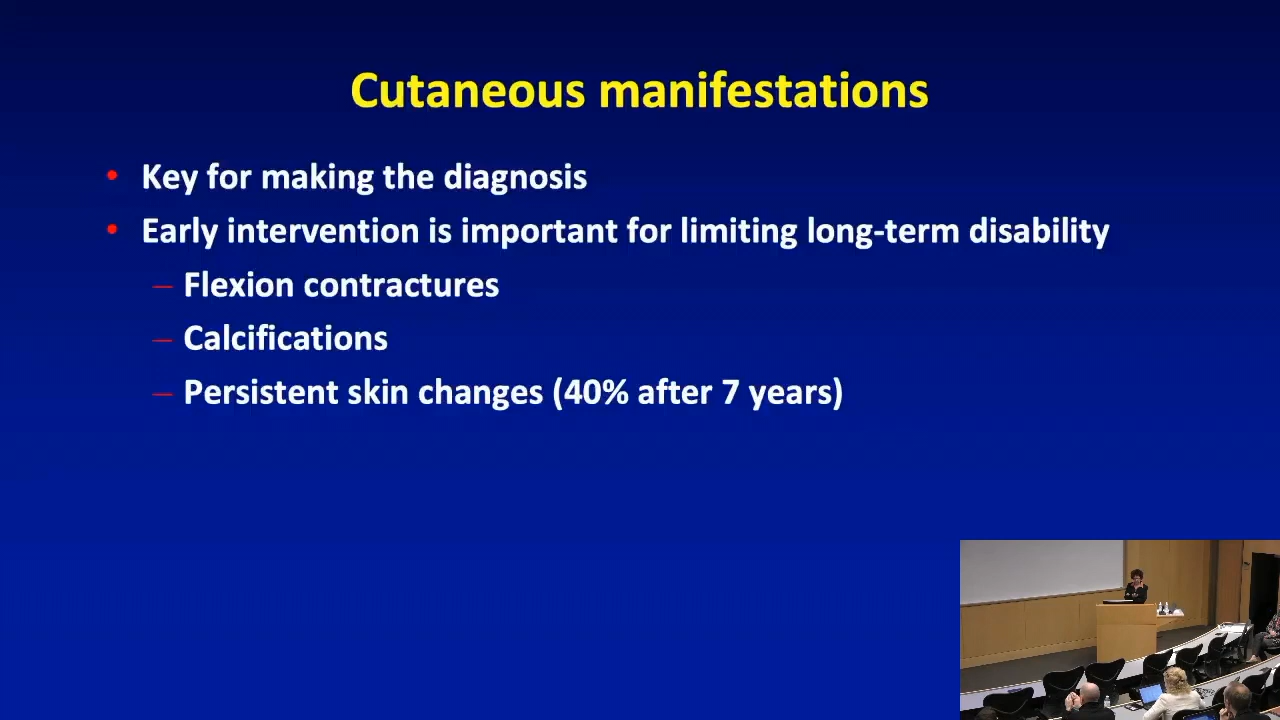 Cutaneous manifestations
• Key for making the diagnosis
• Early intervention is important for limiting long-term disability
– Flexion contractures
– Calcifications
– Persistent skin changes (40% after 7 years)